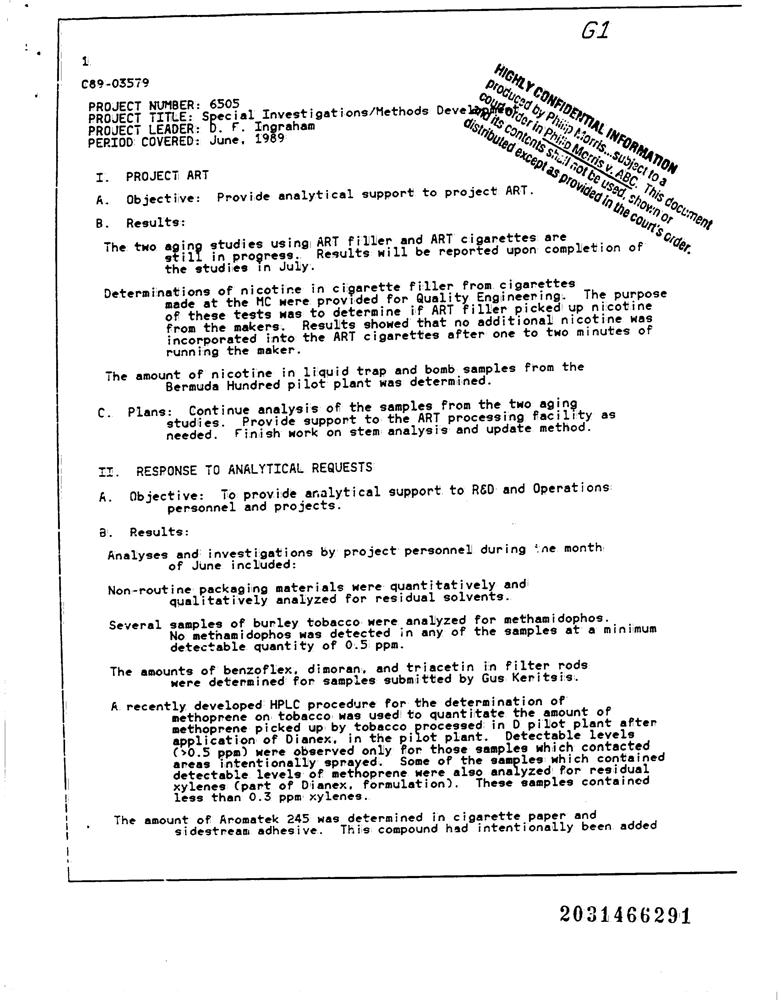 G1
1
C89-03579
HIGHLY CONFIDENTIAL INFORMATION
produced by Philip Morris... subject to a
court order in Philip Morris v. ABC. This document
and its contents shall not be used, shown or
distributed except as provided in the court's order.
PROJECT NUMBER: 6505
PROJECT TITLE: Special Investigations/Methods Development
PROJECT LEADER: D. F. Ingraham
PERIOD COVERED: June, 1989
I. PROJECT ART
A. Objective: Provide analytical support to project ART.
B. Results:
The two aging studies using ART filler and ART cigarettes are
still in progress. Results will be reported upon completion of
the studies in July.
Determinations of nicotine in cigarette filler from cigarettes
made at the MC were provided for Quality Engineering. The purpose
of these tests was to determine if ART filler picked up nicotine
from the makers. Results showed that no additional nicotine was
incorporated into the ART cigarettes after one to two minutes of
running the maker.
The amount of nicotine in liquid trap and bomb samples from the
Bermuda Hundred pilot plant was determined.
C. Plans: Continue analysis of the samples from the two aging
studies. Provide support to the ART processing facility as
needed. Finish work on stem analysis and update method.
II. RESPONSE TO ANALYTICAL REQUESTS
A. Objective: To provide analytical support to R&D and Operations
personnel and projects.
B. Results:
Analyses and investigations by project personnel during the month
of June included:
Non-routine packaging materials were quantitatively and
qualitatively analyzed for residual solvents.
Several samples of burley tobacco were analyzed for methamidophos.
No methamidophos was detected in any of the samples at a minimum
detectable quantity of 0.5 ppm.
The amounts of benzoflex, dimoran, and triacetin in filter rods
were determined for samples submitted by Gus Keritsis.
A recently developed HPLC procedure for the determination of
methoprene on tobacco was used to quantitate the amount of
methoprene picked up by tobacco processed in D pilot plant after
application of Dianex, in the pilot plant. Detectable levels
(>0.5 ppm) were observed only for those samples which contacted
areas intentionally sprayed. Some of the samples which contained
detectable levels of methoprene were also analyzed for residual
xylenes (part of Dianex, formulation). These samples contained
less than 0.3 ppm xylenes.
The amount of Aromatek 245 was determined in cigarette paper and
sidestream adhesive. This compound had intentionally been added
2031466291